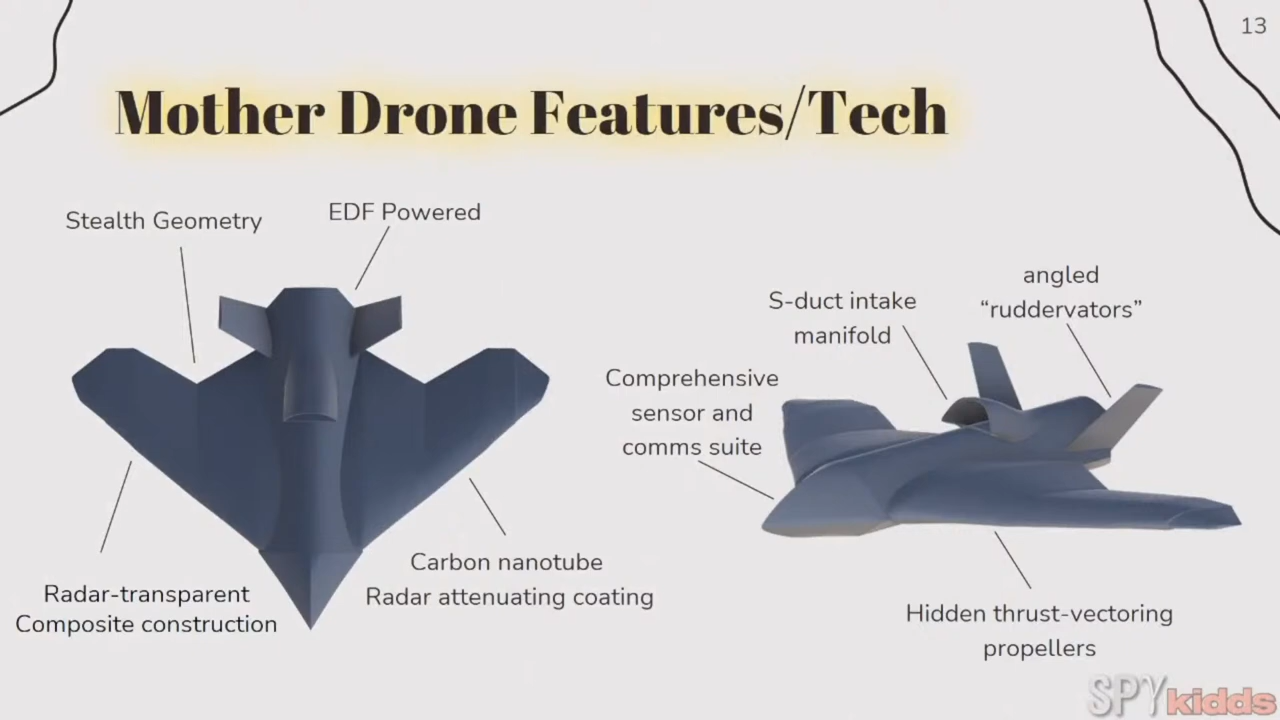 13
Mother Drone Features/Tech
Stealth Geometry
EDF Powered
S-duct intake
manifold
angled
“ruddervators”
Comprehensive
sensor and
comms suite
Radar-transparent
Composite construction
Carbon nanotube
Radar attenuating coating
Hidden thrust-vectoring
propellers
SPYkidds